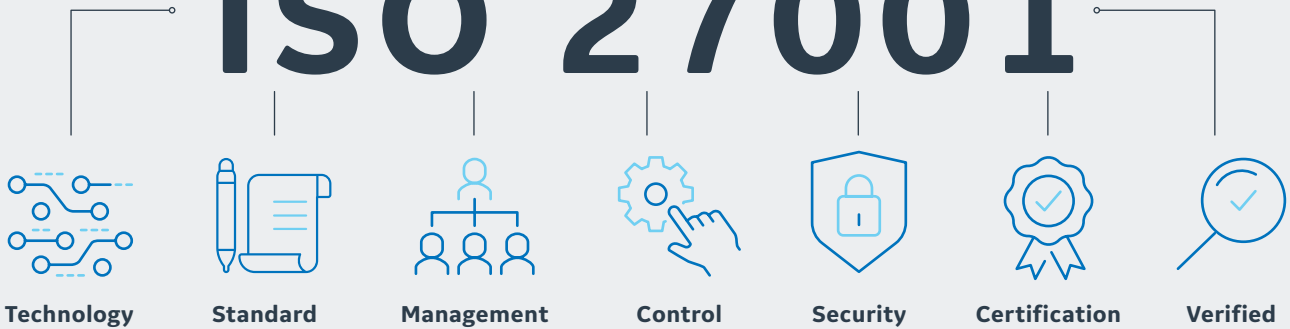 ISO 27001
Technology Standard Management Control Security Certification Verified